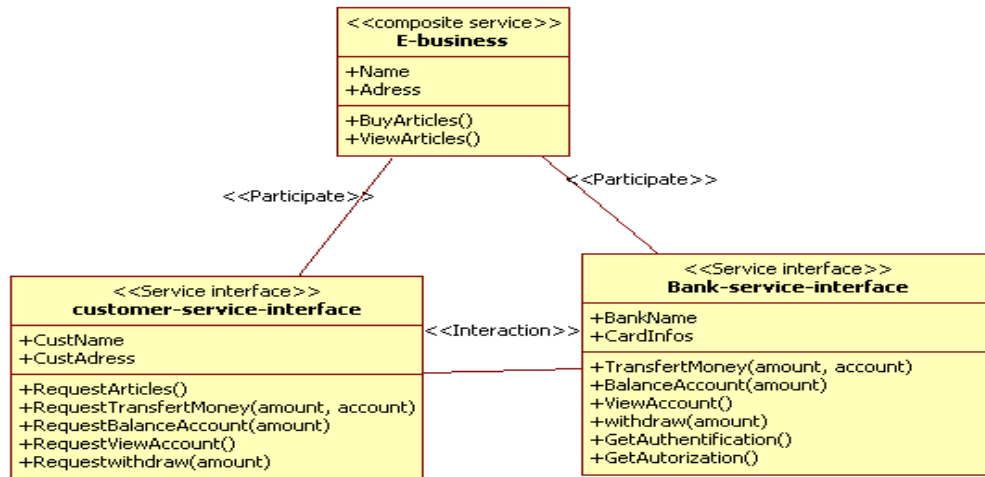 <<composite service>>
E-business
+Name
+Adress
+BuyArticles()
+ViewArticles()
<<Participate>>
<<Participate>>
<<Service interface>>
customer-service-interface
+CustName
+CustAdress
+RequestArticles()
+RequestTransfertMoney(amount, account)
+RequestBalanceAccount(amount)
+RequestViewAccount()
+Requestwithdraw(amount)
<<Interaction>>
<<Service interface>>
Bank-service-interface
+BankName
+CardInfos
+TransfertMoney(amount, account)
+BalanceAccount(amount)
+ViewAccount()
+withdraw(amount)
+GetAuthentification()
+GetAutorization()